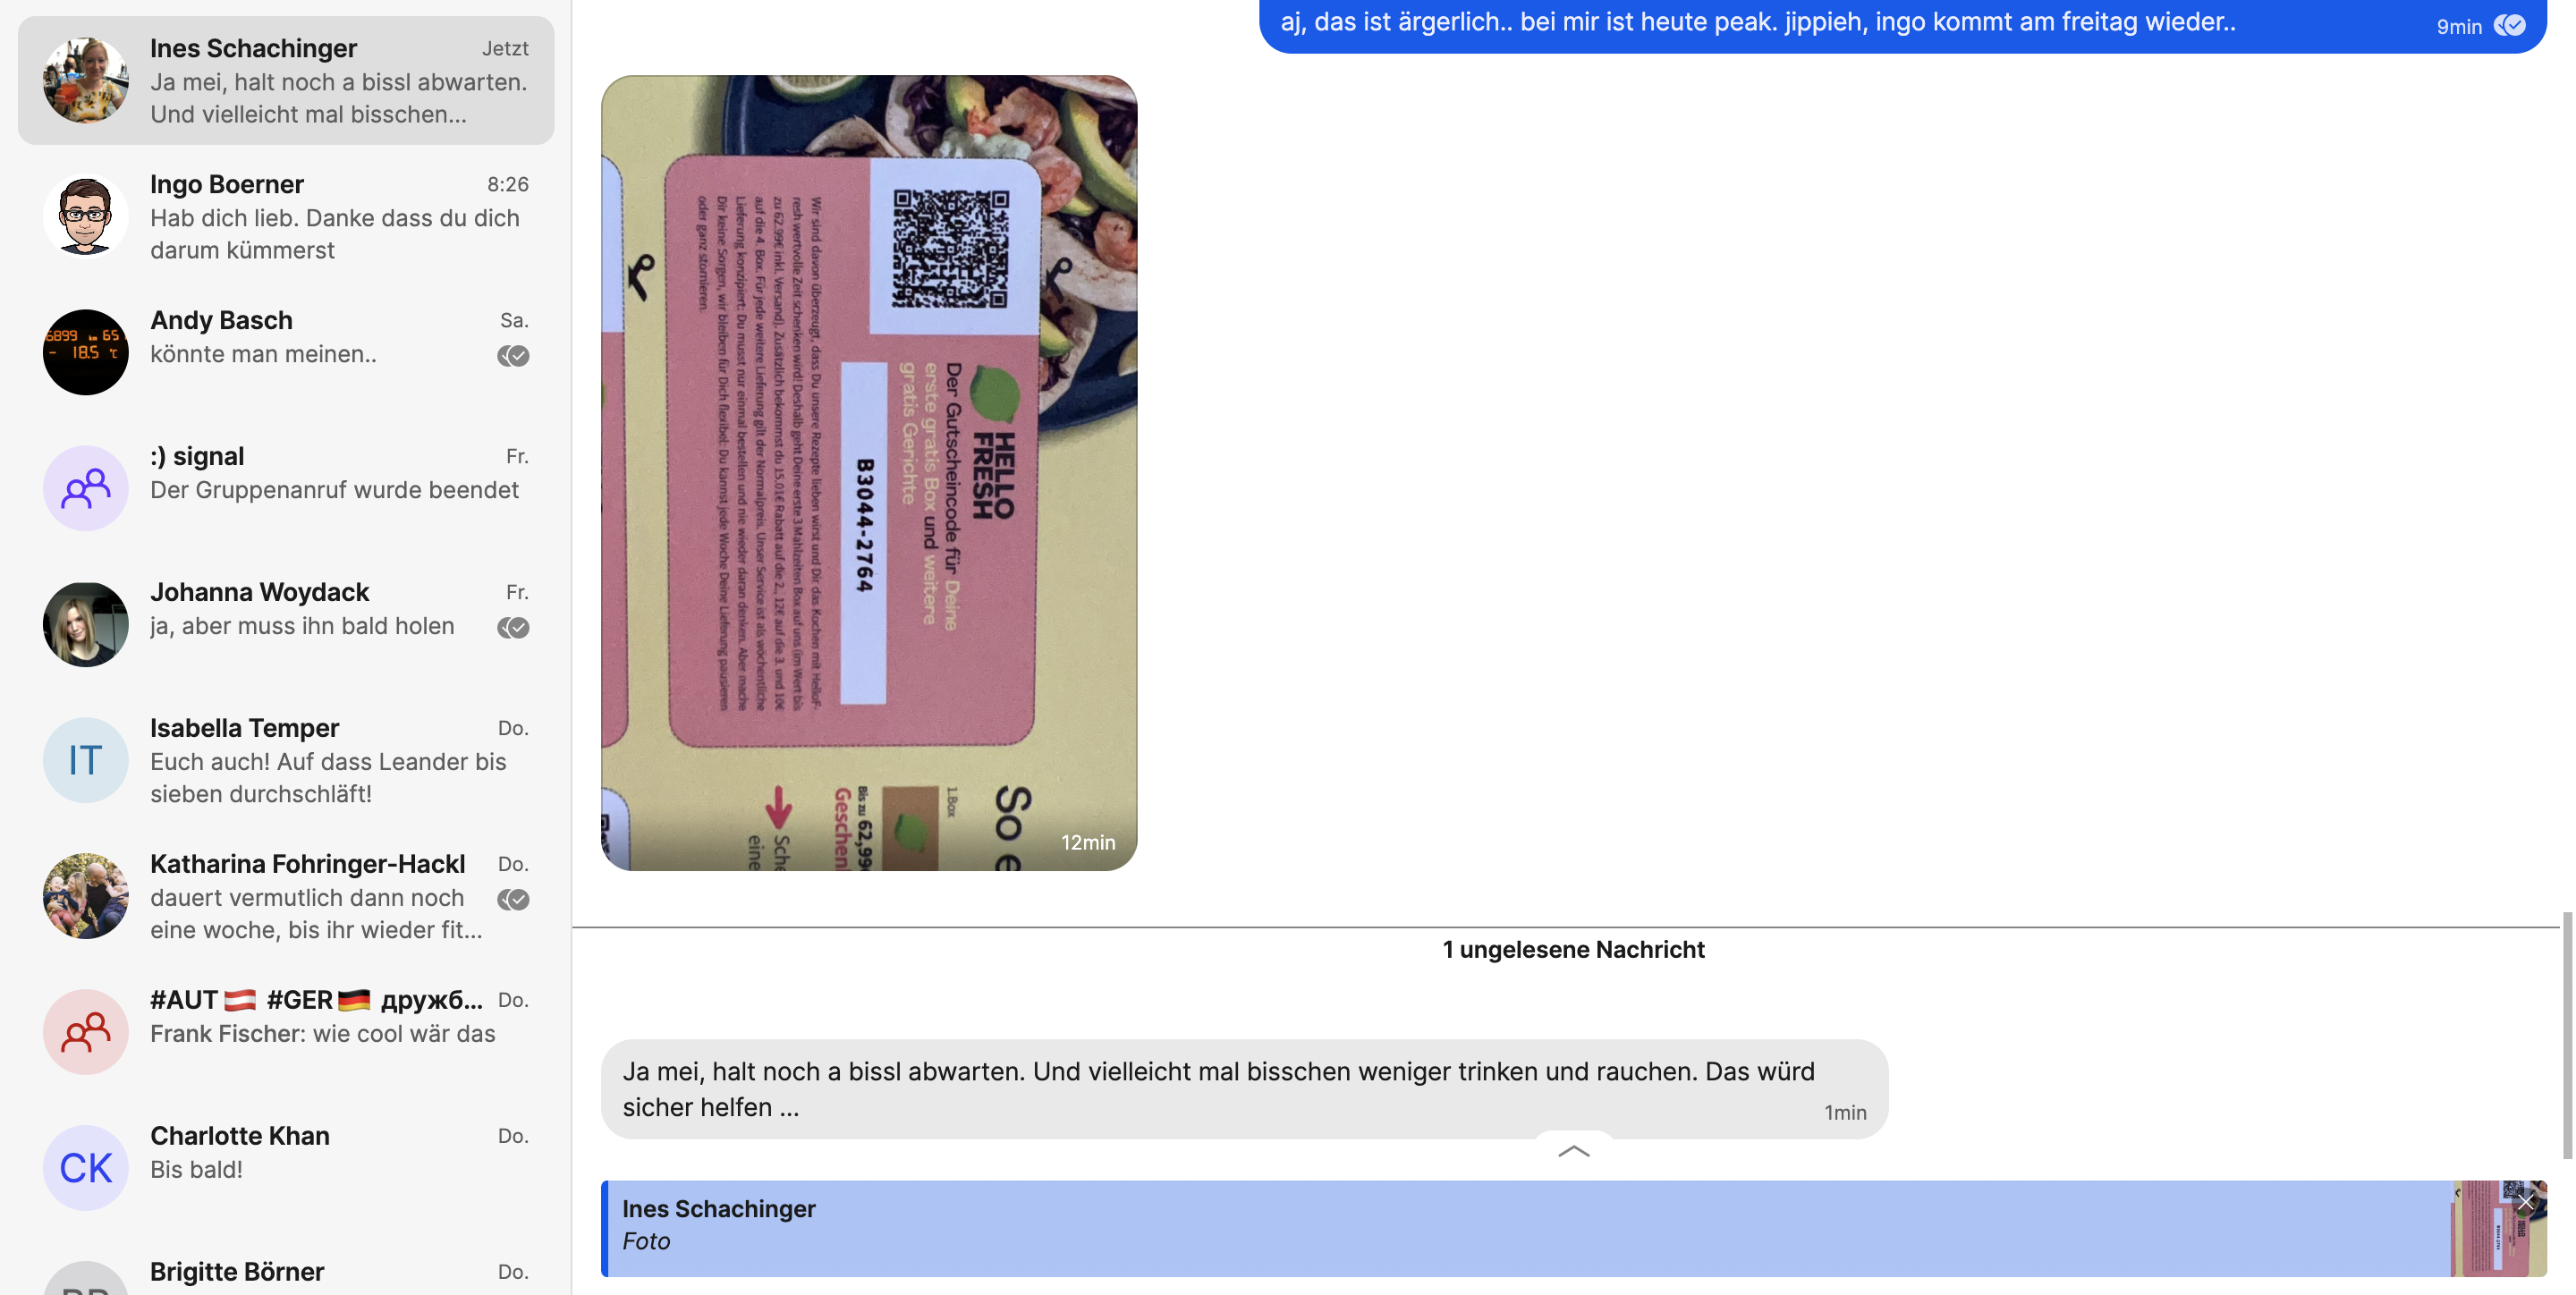 Ines Schachinger
Jetzt
Ja mei, halt noch a bissl abwarten.
Und vielleicht mal bisschen...
Ingo Boerner
8:26
Hab dich lieb. Danke dass du dich
darum kümmerst
Andy Basch
Sa.
könnte man meinen..
:) signal
Fr.
Der Gruppenanruf wurde beendet
Johanna Woydack
Fr.
ja, aber muss ihn bald holen
IT
Isabella Temper
Do.
Euch auch! Auf dass Leander bis
sieben durchschläft!
Katharina Fohringer-Hackl
Do.
dauert vermutlich dann noch
eine woche, bis ihr wieder fit...
#AUT🇦🇹 #GER🇩🇪 дружб...
Do.
Frank Fischer: wie cool wär das
CK
Charlotte Khan
Do.
Bis bald!
Brigitte Börner
Do.
aj, das ist ärgerlich.. bei mir ist heute peak. jippieh, ingo kommt am freitag wieder..
9min
HELLO
FRESH
Der Gutscheincode für Deine
erste gratis Box und weitere
gratis Gerichte
B3044-2764
Wir sind davon überzeugt, dass Du unsere Rezepte lieben wirst und Dir das Kochen mit HelloF-
resh wertvolle Zeit schenken wird! Deshalb geht Deine erste 3 Mahlzeiten Box auf uns (im Wert bis
zu 62,99€ inkl. Versand). Zusätzlich bekommst du 15,01€ Rabatt auf die 2., 12€ auf die 3. und 10€
auf die 4. Box. Für jede weitere Lieferung gilt der Normalpreis. Unser Service ist als wöchentliche
Lieferung konzipiert: Du musst nur einmal bestellen und nie wieder daran denken. Aber mache
Dir keine Sorgen, wir bleiben für Dich flexibel: Du kannst jede Woche Deine Lieferung pausieren
oder ganz stornieren.
So e
1.Box
Bis zu 62,99
Geschen
Sche
eine
12min
1 ungelesene Nachricht
Ja mei, halt noch a bissl abwarten. Und vielleicht mal bisschen weniger trinken und rauchen. Das würd
sicher helfen ...
1min
Ines Schachinger
Foto